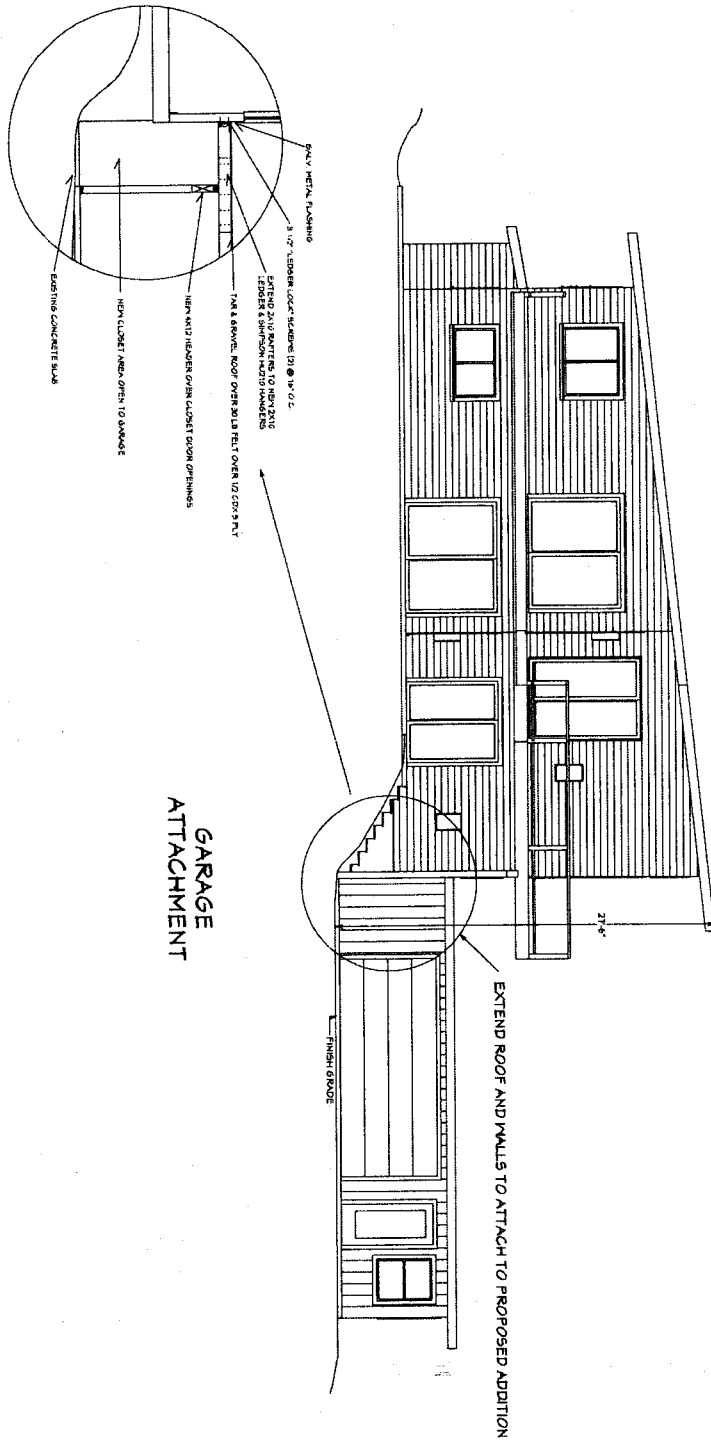 GALV. METAL FLASHING
3 1/2" "LEDGER LOCK" SCREWS (2) @ 16" O.C.
EXTEND 2X10 RAFTERS TO NEW 2X10
LEDGER & SIMPSON HU210 HANGERS
TAR & GRAVEL ROOF OVER 30 LB FELT OVER 1/2 CDX 5 PLY
NEW 4X12 HEADER OVER CLOSET DOOR OPENINGS
NEW CLOSET AREA OPEN TO GARAGE
EXISTING CONCRETE SLAB
27'-6"
EXTEND ROOF AND WALLS TO ATTACH TO PROPOSED ADDITION
FINISH GRADE
GARAGE
ATTACHMENT